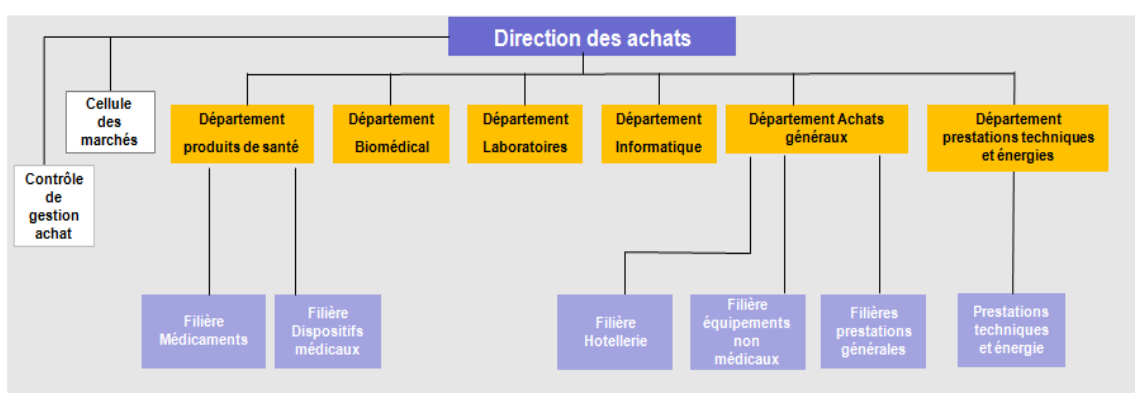 Direction des achats
Cellule
des
marchés
Contrôle
de
gestion
achat
Département
produits de santé
Département
Biomédical
Département
Laboratoires
Département
Informatique
Département Achats
généraux
Département
prestations techniques
et énergies
Filière
Médicaments
Filière
Dispositifs
médicaux
Filière
Hotellerie
Filière
équipements
non
médicaux
Filières
prestations
générales
Prestations
techniques
et énergie